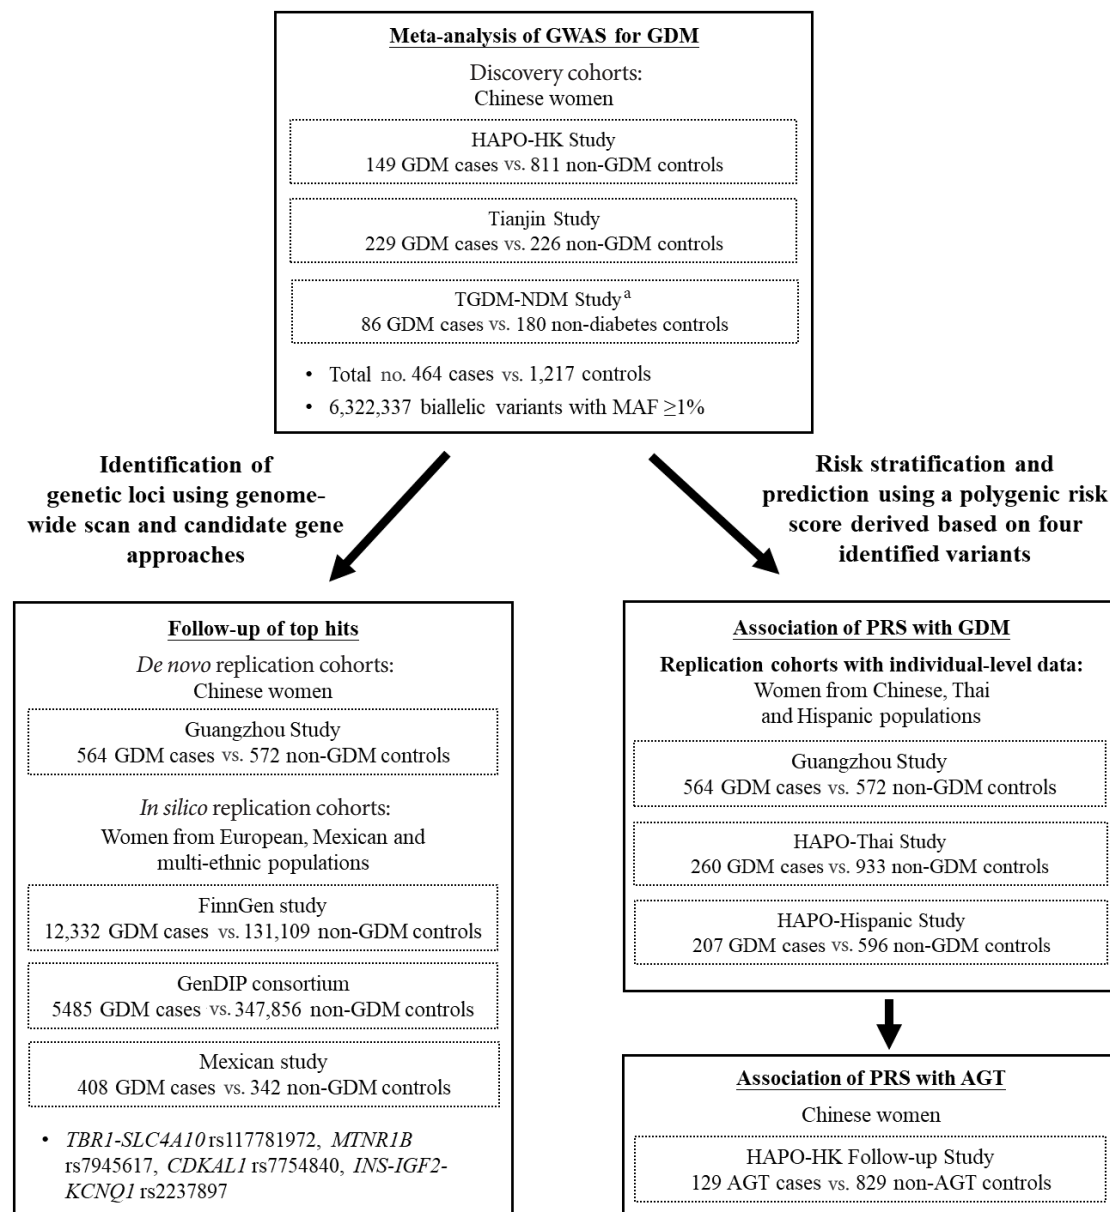 Meta-analysis of GWAS for GDM
Discovery cohorts:
Chinese women
HAPO-HK Study
149 GDM cases vs. 811 non-GDM controls
Tianjin Study
229 GDM cases vs. 226 non-GDM controls
TGDM-NDM Study a
86 GDM cases vs. 180 non-diabetes controls
• Total no. 464 cases vs. 1,217 controls
• 6,322,337 biallelic variants with MAF ≥1%
Identification of
genetic loci using genome-
wide scan and candidate gene
approaches
Risk stratification and
prediction using a polygenic risk
score derived based on four
identified variants
Follow-up of top hits
De novo replication cohorts:
Chinese women
Guangzhou Study
564 GDM cases vs. 572 non-GDM controls
In silico replication cohorts:
Women from European, Mexican and
multi-ethnic populations
FinnGen study
12,332 GDM cases vs. 131,109 non-GDM controls
GenDIP consortium
5485 GDM cases vs. 347,856 non-GDM controls
Mexican study
408 GDM cases vs. 342 non-GDM controls
• TBR1-SLC4A10 rs117781972, MTNR1B
rs7945617, CDKAL1 rs7754840, INS-IGF2-
KCNQ1 rs2237897
Association of PRS with GDM
Replication cohorts with individual-level data:
Women from Chinese, Thai
and Hispanic populations
Guangzhou Study
564 GDM cases vs. 572 non-GDM controls
HAPO-Thai Study
260 GDM cases vs. 933 non-GDM controls
HAPO-Hispanic Study
207 GDM cases vs. 596 non-GDM controls
Association of PRS with AGT
Chinese women
HAPO-HK Follow-up Study
129 AGT cases vs. 829 non-AGT controls